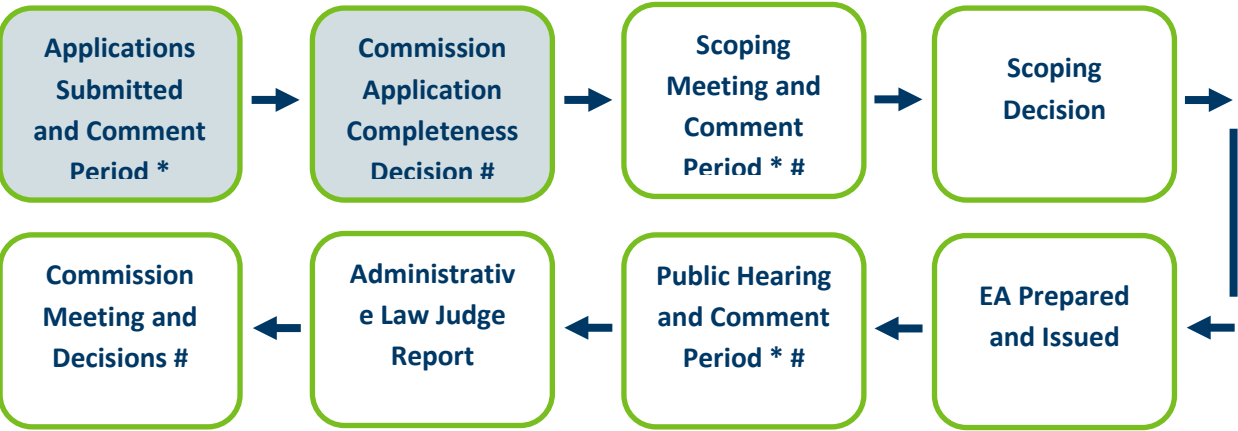 Applications
Submitted
and Comment
Period *
Commission
Application
Completeness
Decision #
Scoping
Meeting and
Comment
Period * #
Scoping
Decision
EA Prepared
and Issued
Public Hearing
and Comment
Period * #
Administrativ
e Law Judge
Report
Commission
Meeting and
Decisions #